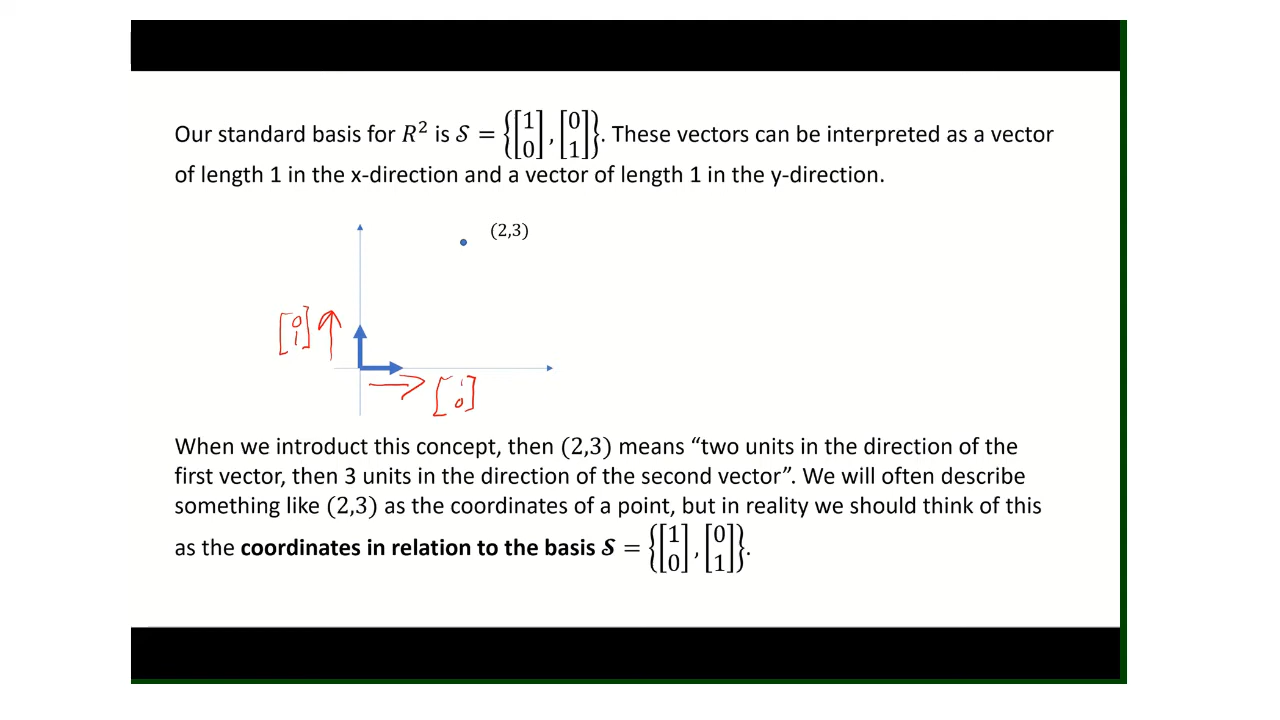 Our standard basis for R² is 𝒮 = {[1 0], [0 1]}. These vectors can be interpreted as a vector
of length 1 in the x-direction and a vector of length 1 in the y-direction.
(2,3)
[0 1]
[1 0]
When we introduct this concept, then (2,3) means “two units in the direction of the
first vector, then 3 units in the direction of the second vector”. We will often describe
something like (2,3) as the coordinates of a point, but in reality we should think of this
as the coordinates in relation to the basis 𝓢 = {[1 0], [0 1]}.